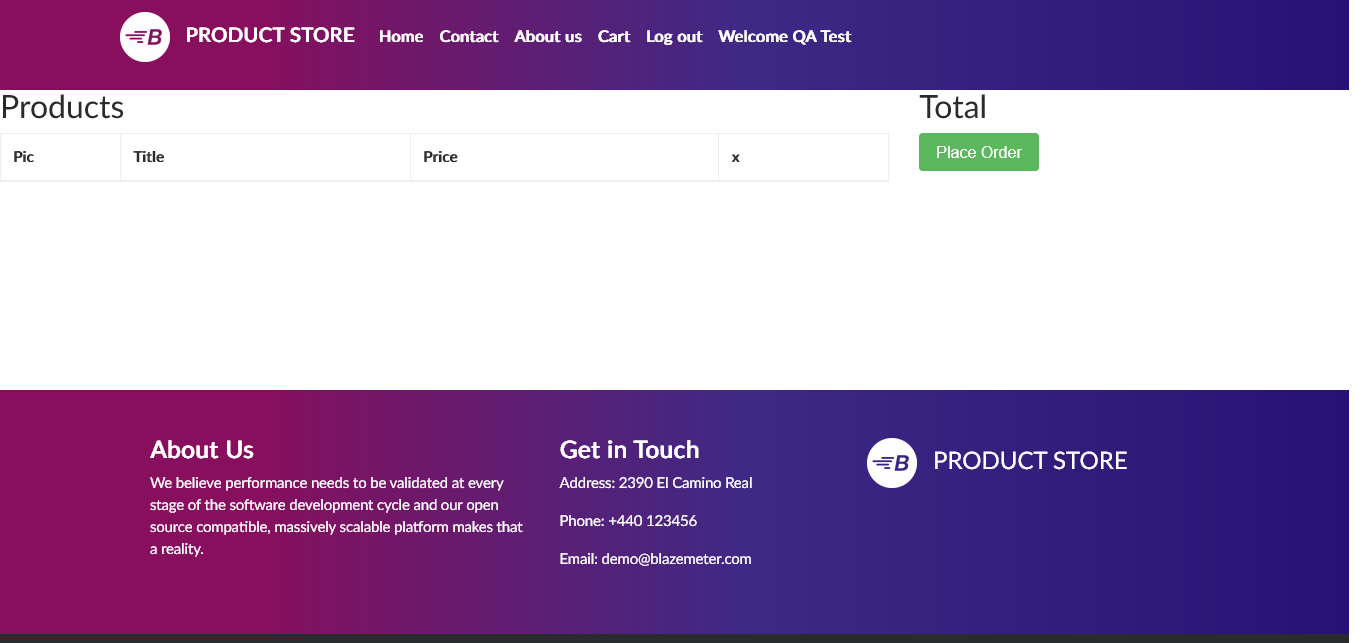 B PRODUCT STORE Home Contact About us Cart Log out Welcome QA Test
Products
Pic Title Price x
Total
Place Order
About Us
We believe performance needs to be validated at every
stage of the software development cycle and our open
source compatible, massively scalable platform makes that
a reality.
Get in Touch
Address: 2390 El Camino Real
Phone: +440 123456
Email: demo@blazemeter.com
B PRODUCT STORE